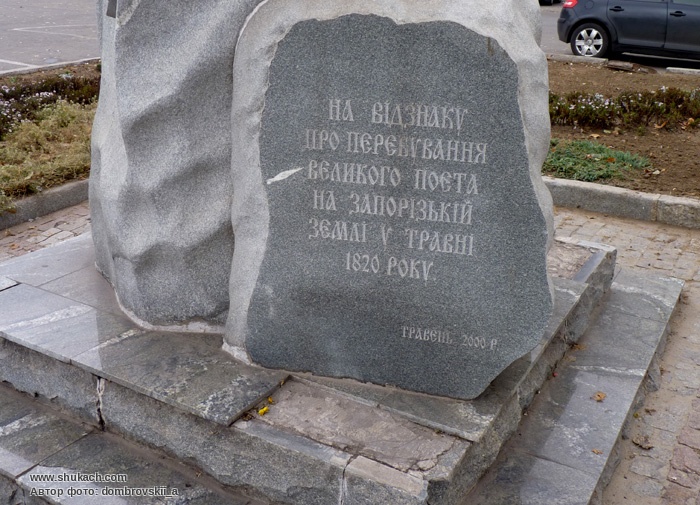 НА ВІДЗНАКУ
ПРО ПЕРЕБУВАННЯ
ВЕЛИКОГО ПОЕТА
НА ЗАПОРІЗЬКІЙ
ЗЕМЛІ У ТРАВНІ
1820 РОКУ.
ТРАВЕНЬ 2000 Р.
www.shukach.com
Автор фото: dombrovskii_a